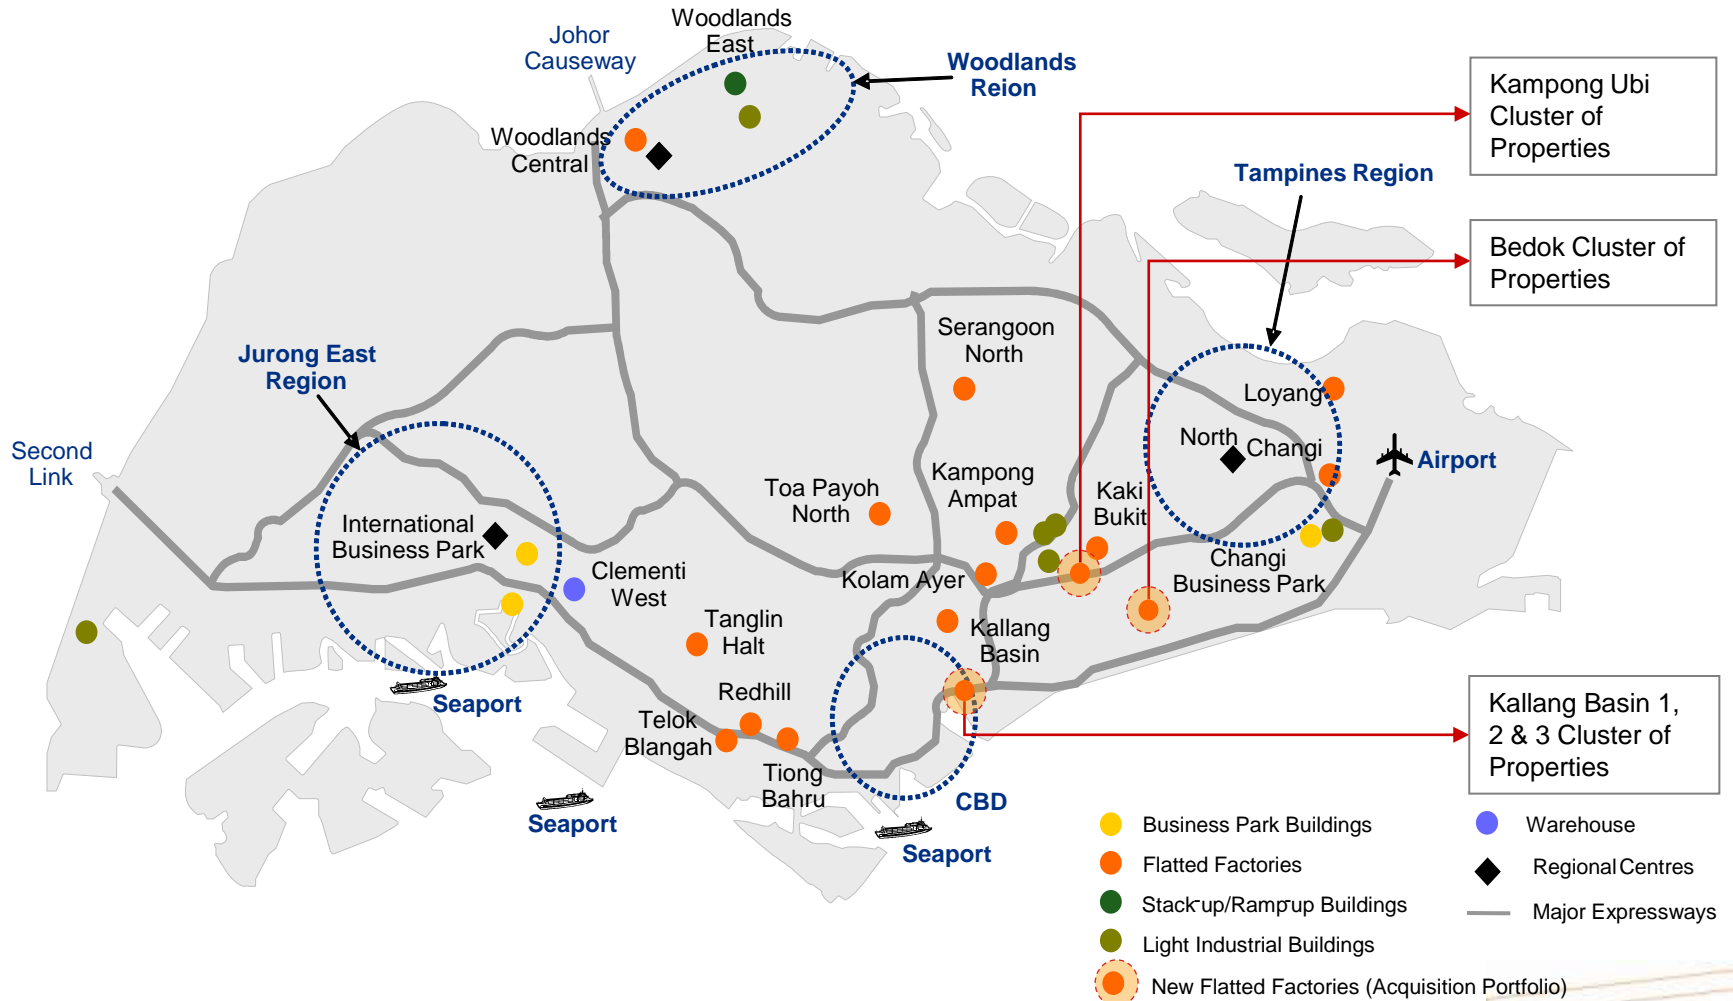 Woodlands
East
Johor
Causeway
Woodlands
Reion
Woodlands
Central
Kampong Ubi
Cluster of
Properties
Tampines Region
Bedok Cluster of
Properties
Serangoon
North
Jurong East
Region
Loyang
Second
Link
North
Changi
Airport
Kampong
Ampat
Kaki
Bukit
Toa Payoh
North
International
Business Park
Changi
Business Park
Clementi
West
Kolam Ayer
Tanglin
Halt
Kallang
Basin
Redhill
Seaport
Telok
Blangah
Kallang Basin 1,
2 & 3 Cluster of
Properties
Tiong
Bahru
CBD
Seaport
Seaport
Business Park Buildings
Warehouse
Flatted Factories
Regional Centres
Stack-up/Ramp-up Buildings
Major Expressways
Light Industrial Buildings
New Flatted Factories (Acquisition Portfolio)